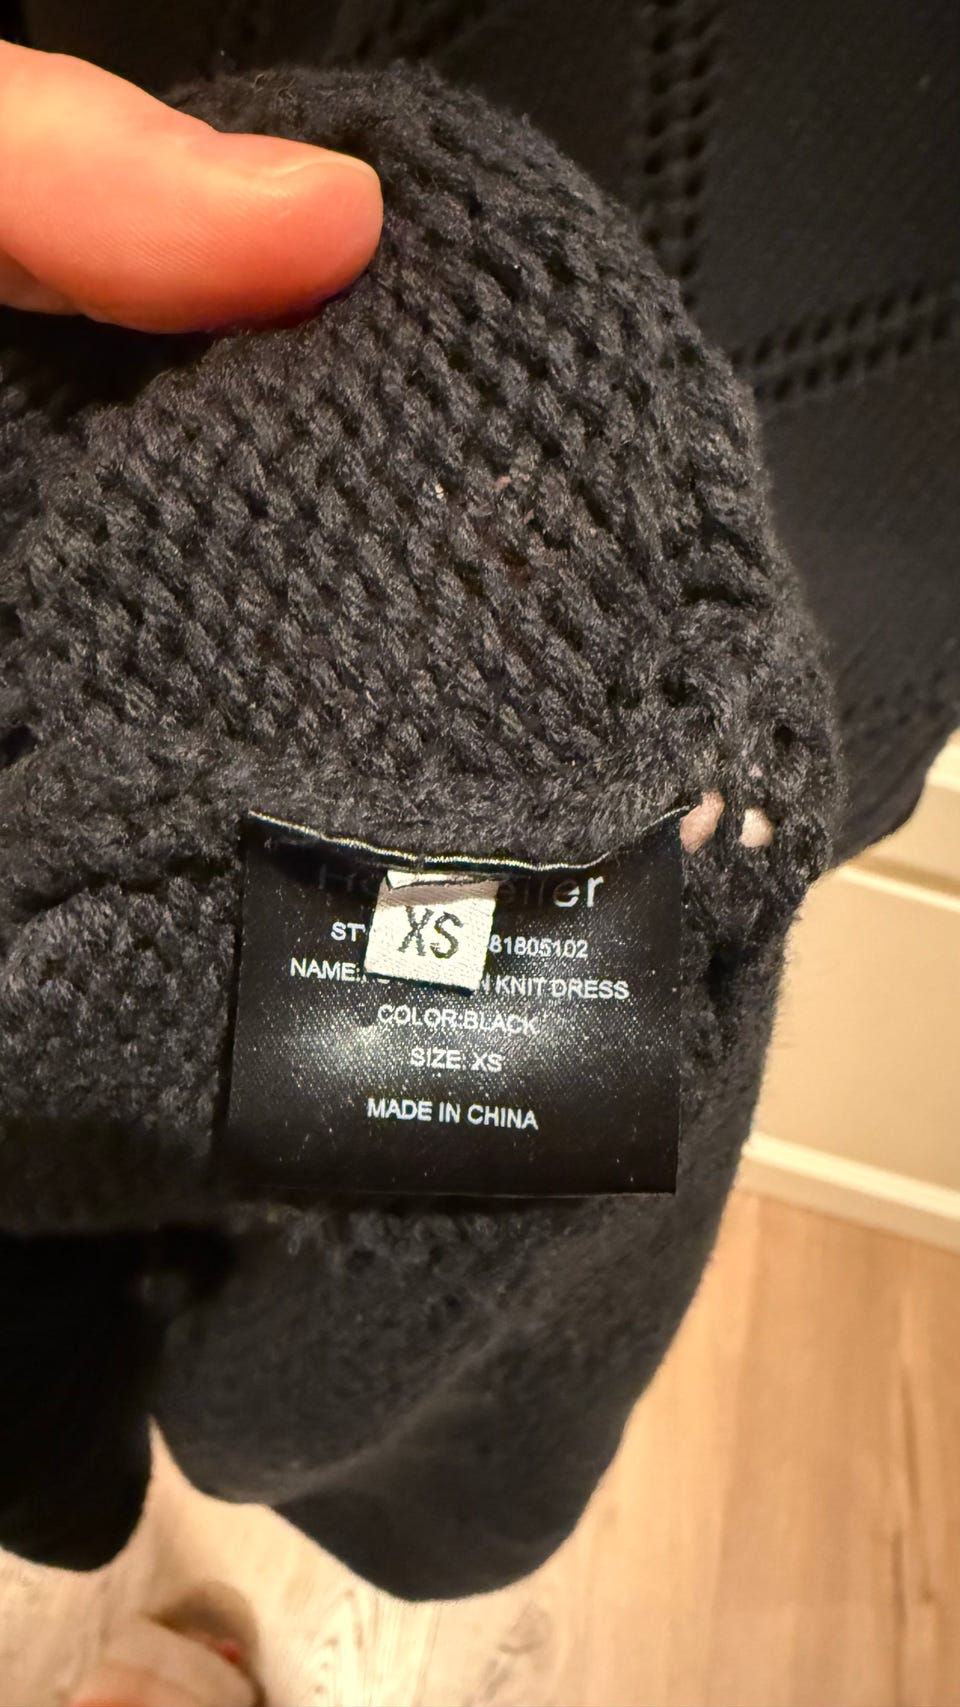 XS
81805102
KNIT DRESS
COLOR:BLACK
SIZE: XS
MADE IN CHINA